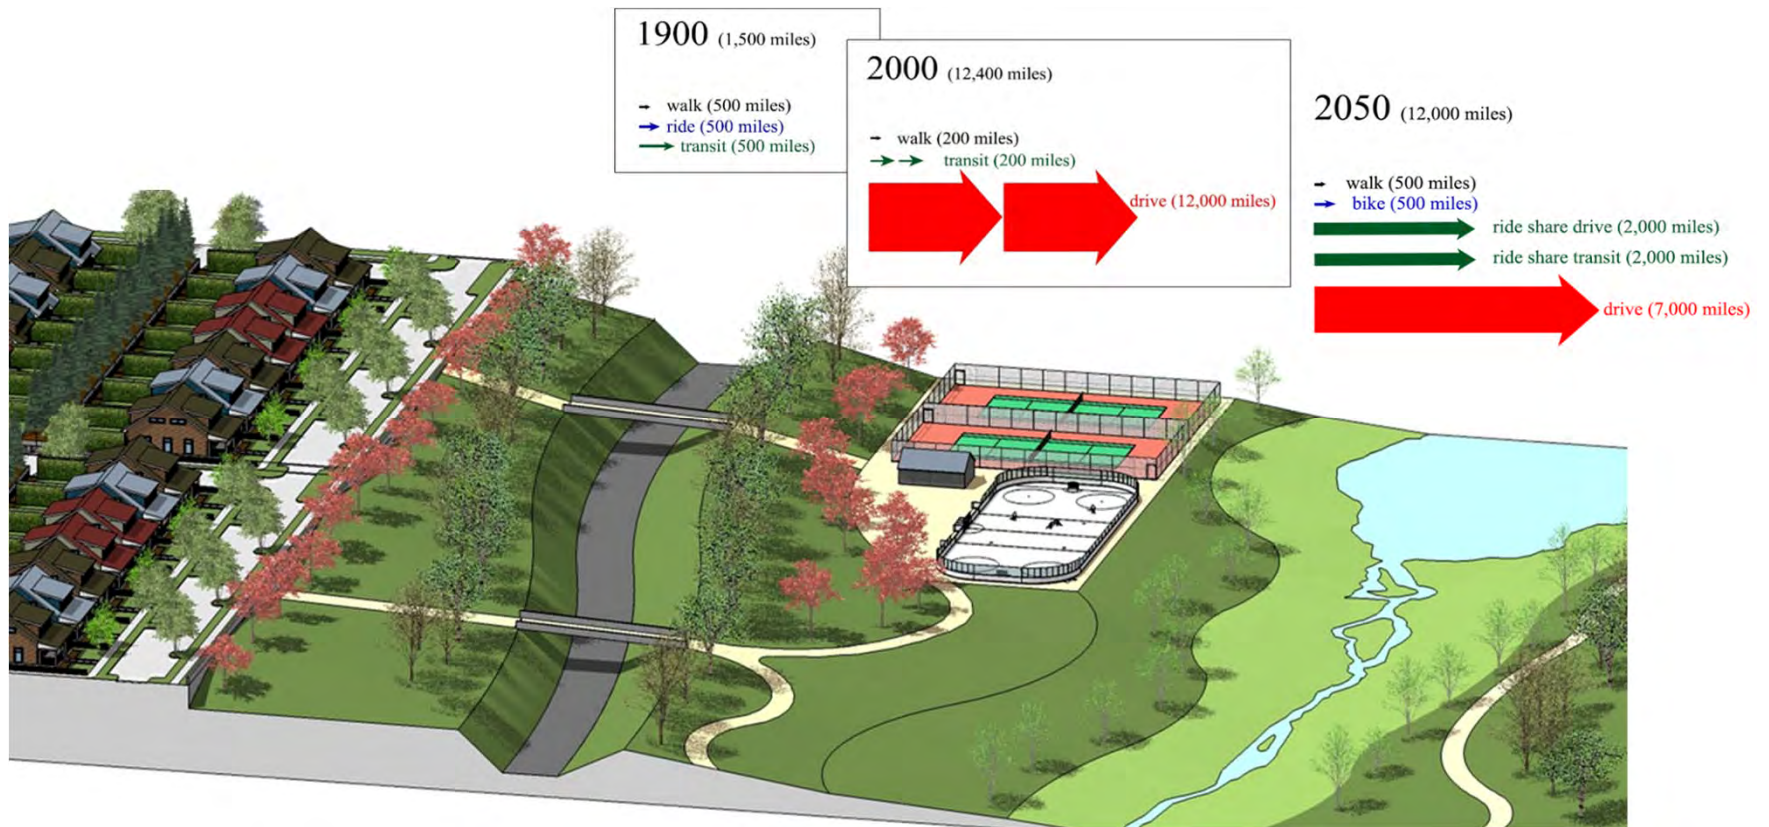 1900 (1,500 miles)
walk (500 miles)
ride (500 miles)
transit (500 miles)
2000 (12,400 miles)
walk (200 miles)
transit (200 miles)
drive (12,000 miles)
2050 (12,000 miles)
walk (500 miles)
bike (500 miles)
ride share drive (2,000 miles)
ride share transit (2,000 miles)
drive (7,000 miles)